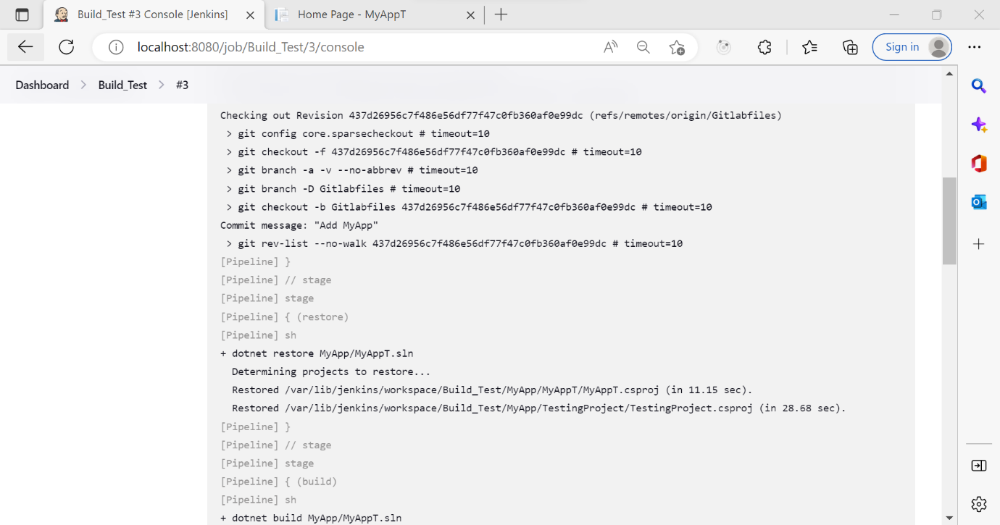 Build_Test #3 Console [Jenkins]
Home Page - MyAppT
localhost:8080/job/Build_Test/3/console
Sign in
Dashboard > Build_Test > #3
Checking out Revision 437d26956c7f486e56df77f47c0fb360af0e99dc (refs/remotes/origin/Gitlabfiles)
> git config core.sparsecheckout # timeout=10
> git checkout -f 437d26956c7f486e56df77f47c0fb360af0e99dc # timeout=10
> git branch -a -v --no-abbrev # timeout=10
> git branch -D Gitlabfiles # timeout=10
> git checkout -b Gitlabfiles 437d26956c7f486e56df77f47c0fb360af0e99dc # timeout=10
Commit message: "Add MyApp"
> git rev-list --no-walk 437d26956c7f486e56df77f47c0fb360af0e99dc # timeout=10
[Pipeline] }
[Pipeline] // stage
[Pipeline] stage
[Pipeline] { (restore)
[Pipeline] sh
+ dotnet restore MyApp/MyAppT.sln
Determining projects to restore...
Restored /var/lib/jenkins/workspace/Build_Test/MyApp/MyAppT/MyAppT.csproj (in 11.15 sec).
Restored /var/lib/jenkins/workspace/Build_Test/MyApp/TestingProject/TestingProject.csproj (in 28.68 sec).
[Pipeline] }
[Pipeline] // stage
[Pipeline] stage
[Pipeline] { (build)
[Pipeline] sh
+ dotnet build MyApp/MyAppT.sln